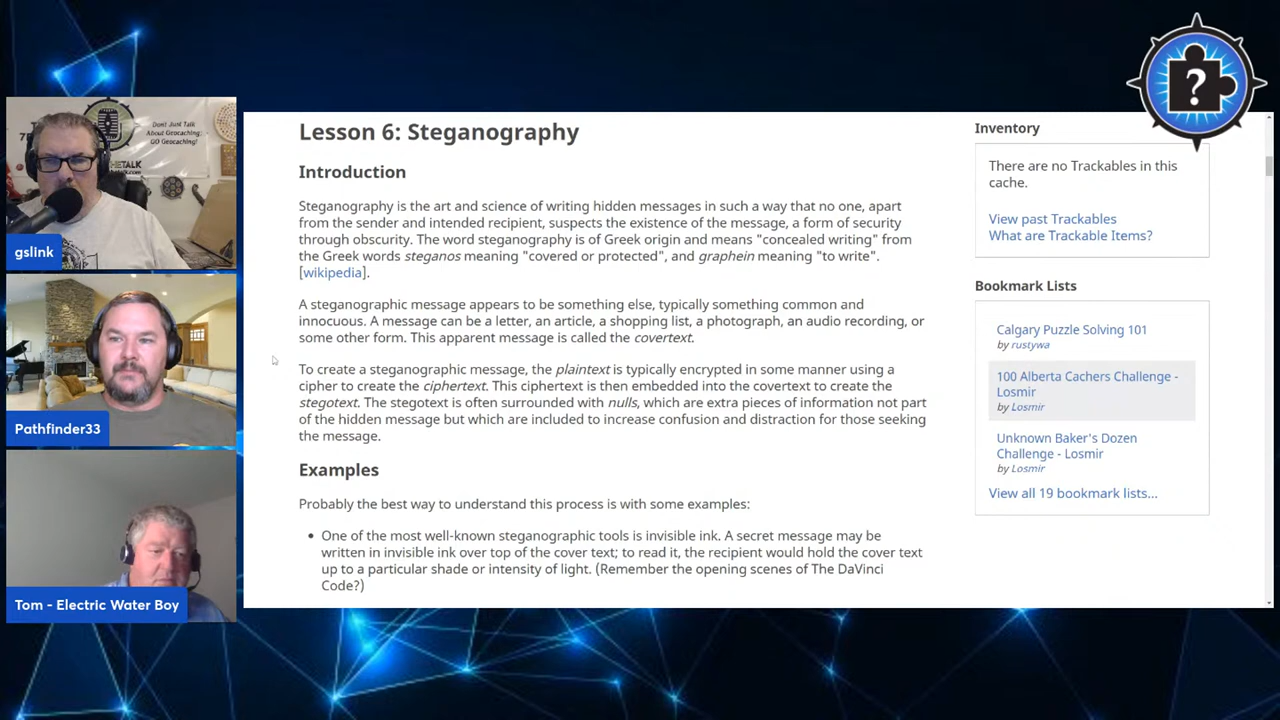 Don't Just Talk
About Geocaching,
GO Geocaching!
gslink
Pathfinder33
Tom - Electric Water Boy
Lesson 6: Steganography
Introduction
Steganography is the art and science of writing hidden messages in such a way that no one, apart
from the sender and intended recipient, suspects the existence of the message, a form of security
through obscurity. The word steganography is of Greek origin and means "concealed writing" from
the Greek words steganos meaning "covered or protected", and graphein meaning "to write".
[wikipedia].
A steganographic message appears to be something else, typically something common and
innocuous. A message can be a letter, an article, a shopping list, a photograph, an audio recording, or
some other form. This apparent message is called the covertext.
To create a steganographic message, the plaintext is typically encrypted in some manner using a
cipher to create the ciphertext. This ciphertext is then embedded into the covertext to create the
stegotext. The stegotext is often surrounded with nulls, which are extra pieces of information not part
of the hidden message but which are included to increase confusion and distraction for those seeking
the message.
Examples
Probably the best way to understand this process is with some examples:
• One of the most well-known steganographic tools is invisible ink. A secret message may be
written in invisible ink over top of the cover text; to read it, the recipient would hold the cover text
up to a particular shade or intensity of light. (Remember the opening scenes of The DaVinci
Code?)
?
Inventory
There are no Trackables in this
cache.
View past Trackables
What are Trackable Items?
Bookmark Lists
Calgary Puzzle Solving 101
by rustywa
100 Alberta Cachers Challenge -
Losmir
by Losmir
Unknown Baker's Dozen
Challenge - Losmir
by Losmir
View all 19 bookmark lists...